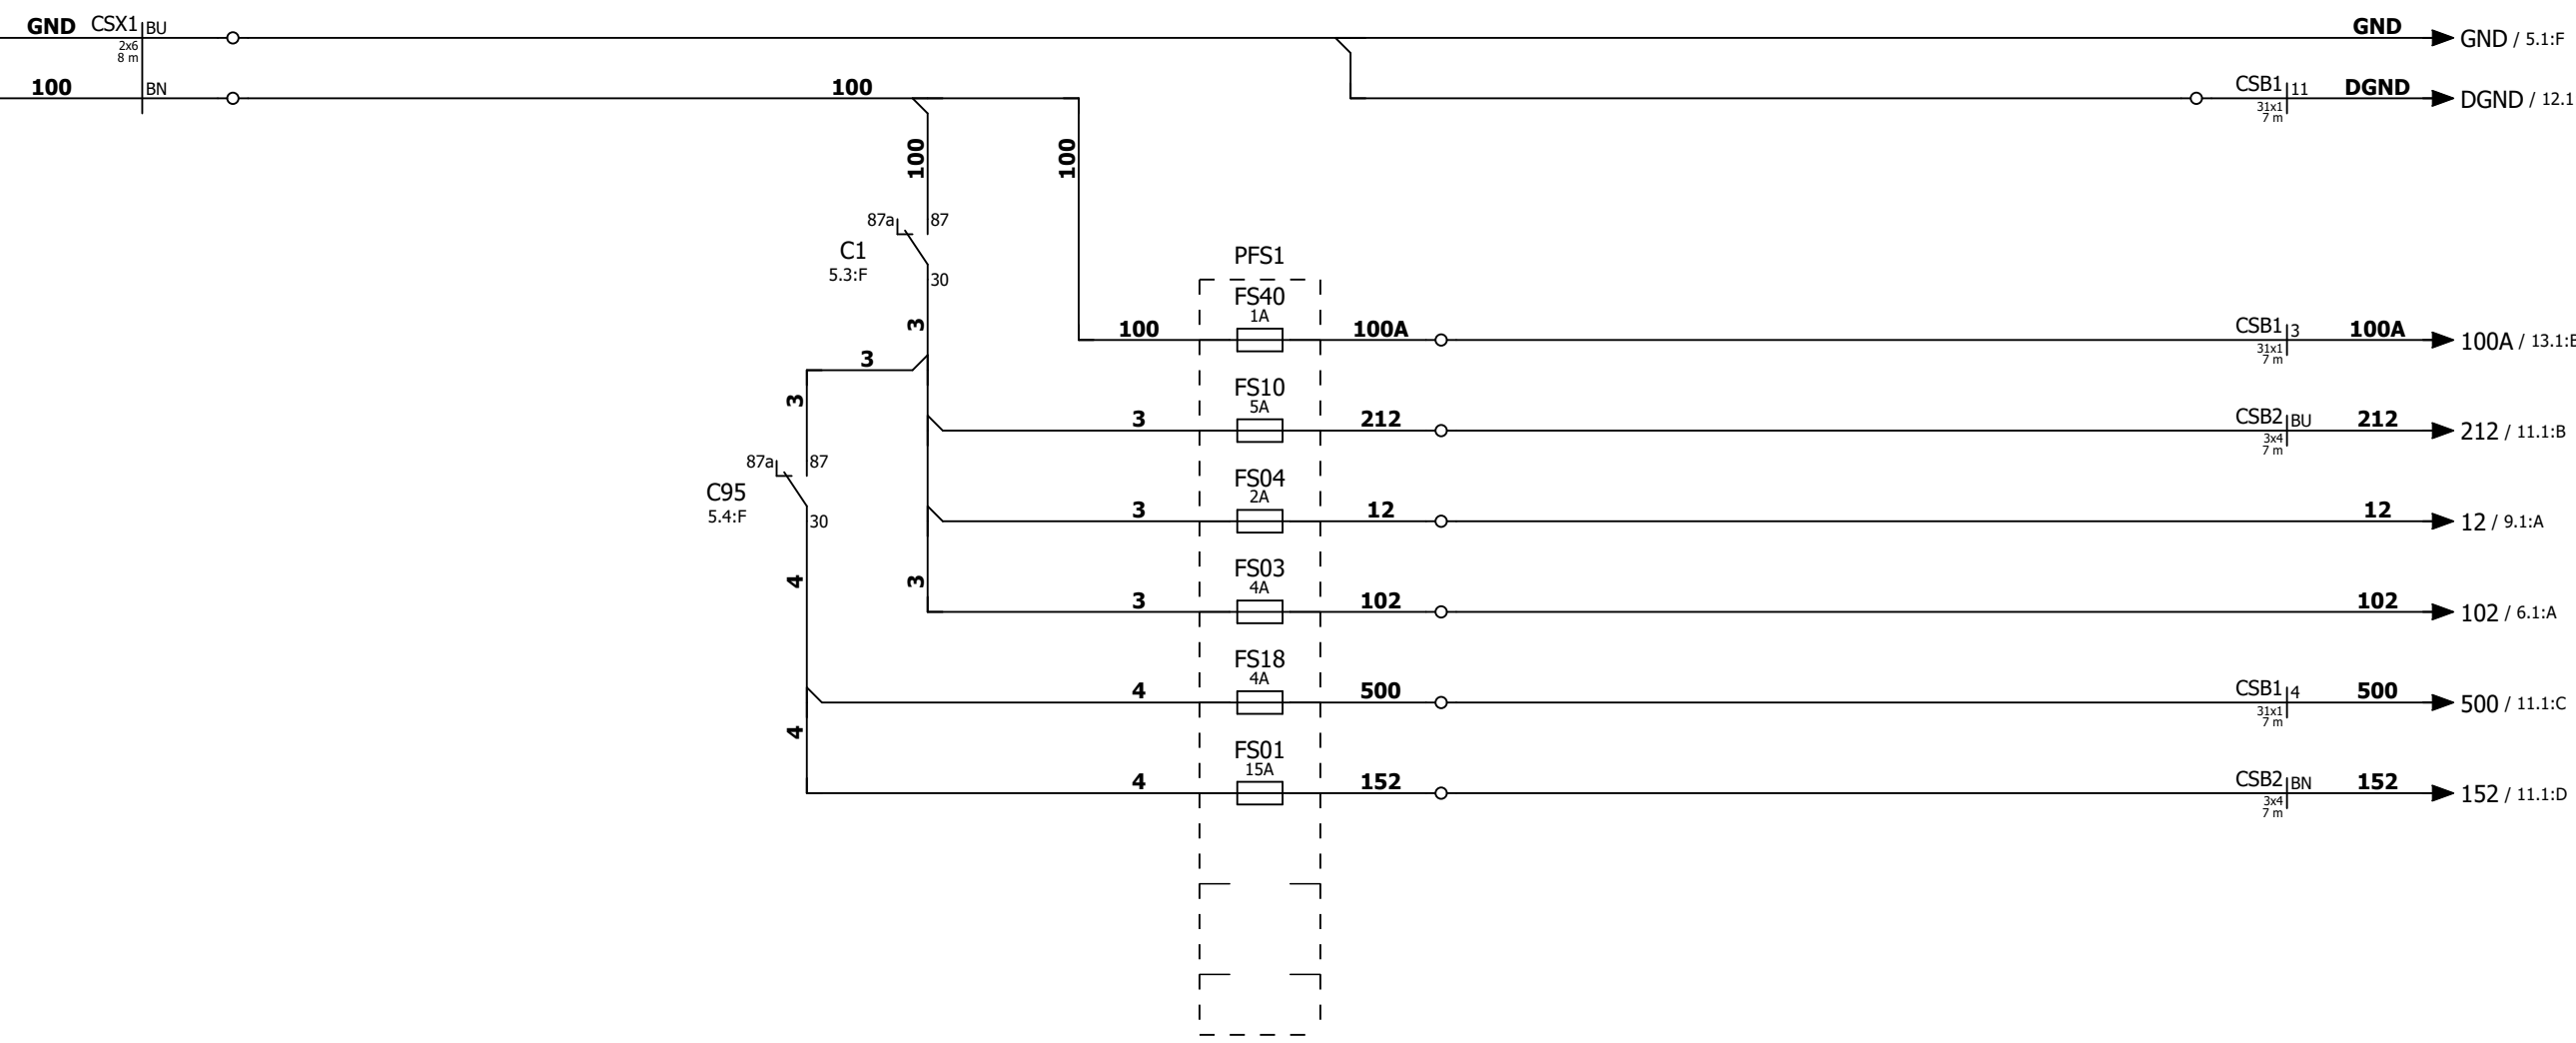 GND CSX1 BU GND GND / 5.1:F
2x6
8 m
100 BN 100 CSB1 11 DGND DGND / 12.1
31x1
7 m
100 100
87a 87
C1
5.3:F
30
PFS1
FS40
1A
3 100 100A CSB1 3 100A 100A / 13.1:E
31x1
7 m
3
FS10
5A
3 3 212 CSB2 BU 212 212 / 11.1:B
3x4
7 m
87a 87
C95
5.4:F
30
FS04
2A
3 12 12 12 / 9.1:A
FS03
4A
4 3 3 102 102 102 / 6.1:A
FS18
4A
4 500 CSB1 4 500 500 / 11.1:C
31x1
7 m
4
FS01
15A
4 152 CSB2 BN 152 152 / 11.1:D
3x4
7 m